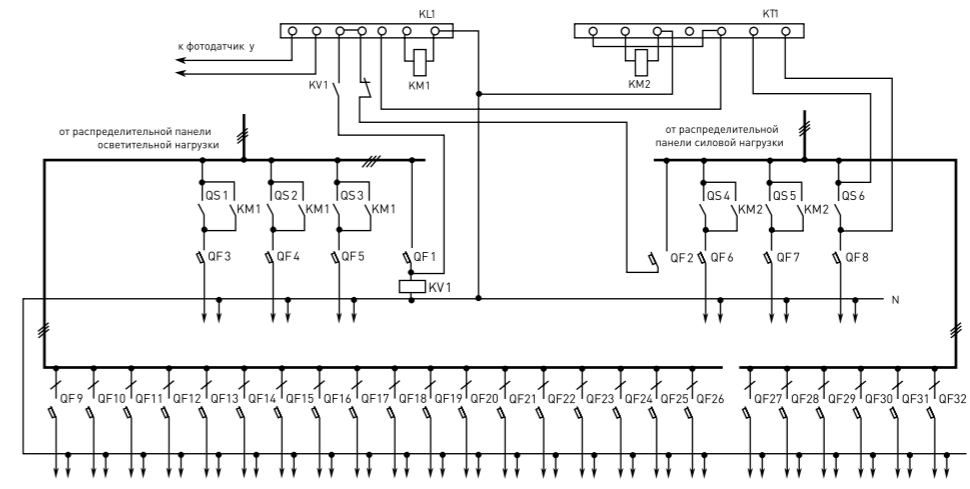 KL1
KT1
к фотодатчик у
KV1
KM1
KM2
от распределительной панели
осветительной нагрузки
от распределительной
панели силовой нагрузки
QS1
QS2
QS3
QS4
QS5
QS6
KM1
KM1
KM1
KM2
KM2
QF3
QF4
QF5
QF1
QF2
QF6
QF7
QF8
KV1
N
QF9
QF10
QF11
QF12
QF13
QF14
QF15
QF16
QF17
QF18
QF19
QF20
QF21
QF22
QF23
QF24
QF25
QF26
QF27
QF28
QF29
QF30
QF31
QF32